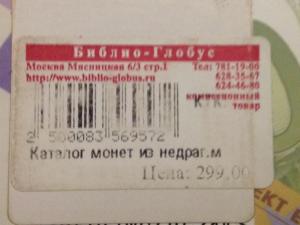 Библио-Глобус
Москва Мясницкая 6/3 стр.1 Тел: 781-19-00
http://www.biblio-globus.ru 628-35-67
624-46-80
комиссионный
товар
2 500083 569572
Каталог монет из недраг.м
Цена: 299,00
ЕКТ Б